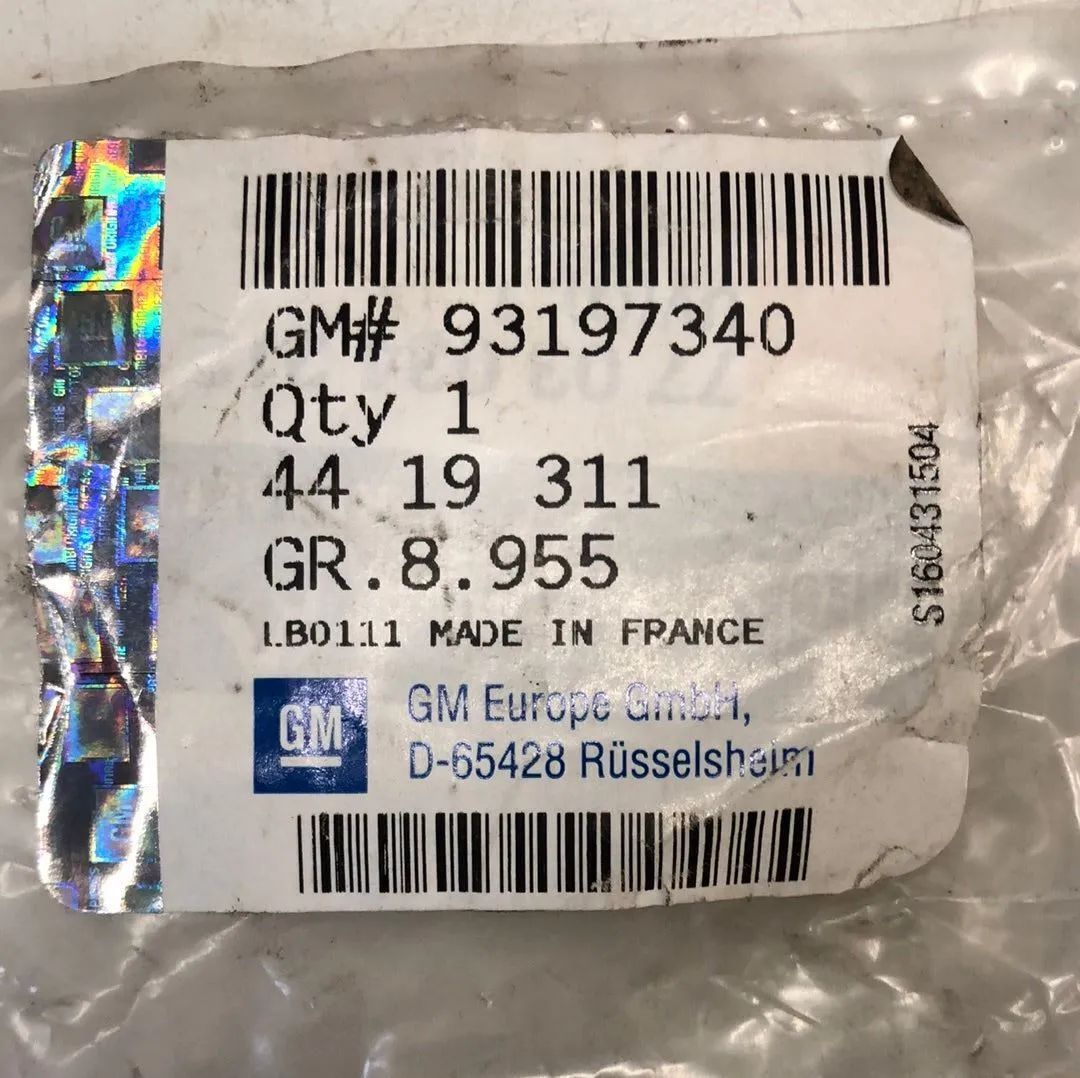 GM# 93197340
Qty 1
44 19 311
GR.8.955
LB0111 MADE IN FRANCE
GM
GM Europe GmbH,
D-65428 Rüsselsheim
S160431504